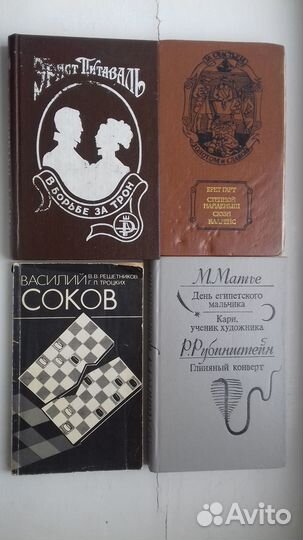 ЭРНСТ ПИТАВАЛЬ
В БОРЬБЕ ЗА ТРОН
БРЕТ ГАРТ
СТЕПНОЙ
НАЙДЕНЫШ
СЮЗИ
КЛАРЕНС
ВАСИЛИЙ
СОКОВ
В.В. РЕШЕТНИКОВ
Г.П. ТРОЦКИХ
М. Матье
День египетского
мальчика
Кари,
ученик художника
Р. Рубинштейн
Глиняный конверт
Avito